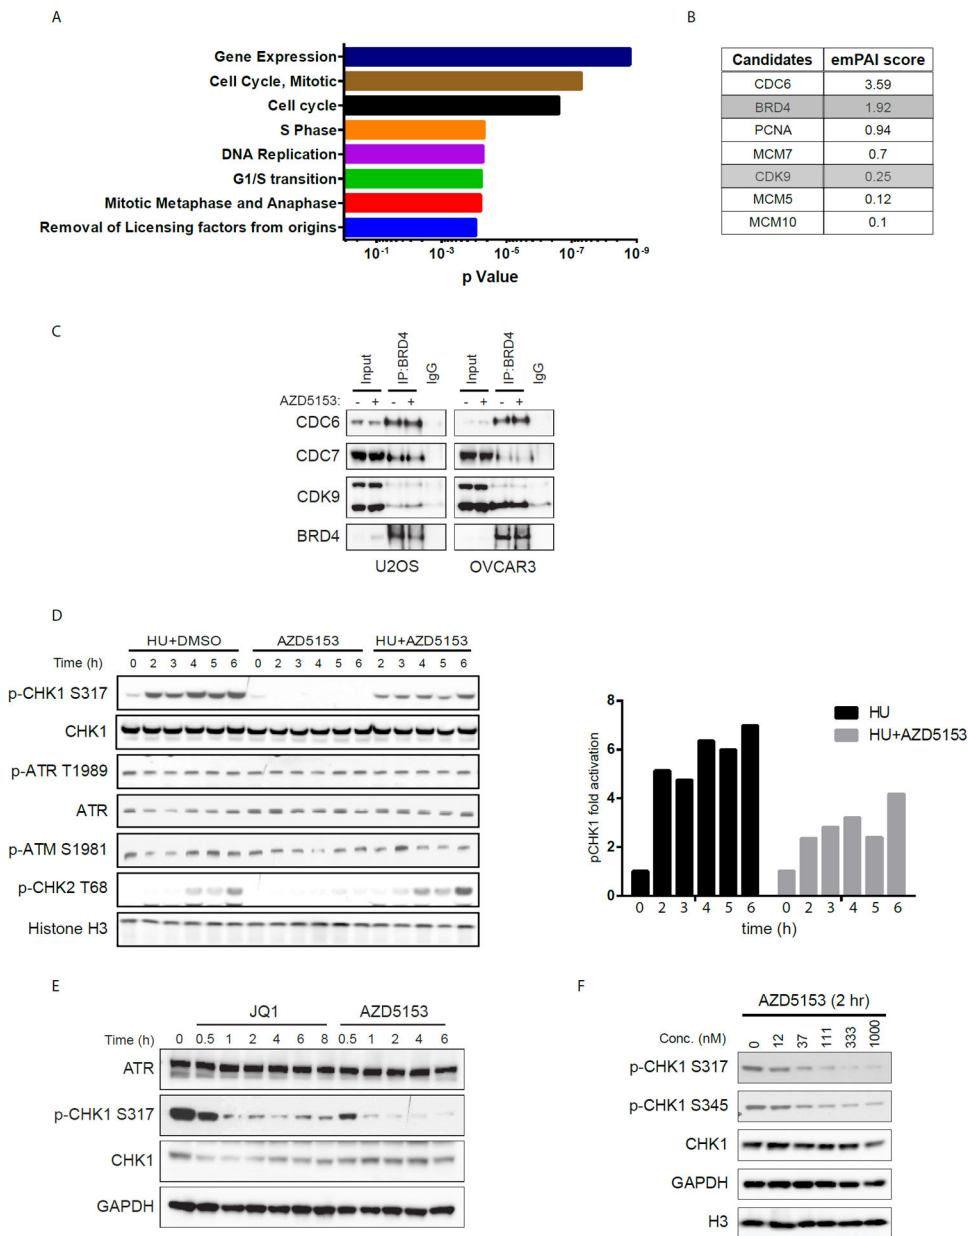 A
Gene Expression
Cell Cycle, Mitotic
Cell cycle
S Phase
DNA Replication
G1/S transition
Mitotic Metaphase and Anaphase
Removal of Licensing factors from origins
10-1 10-3 10-5 10-7 10-9
p Value
B
Candidates emPAI score
CDC6 3.59
BRD4 1.92
PCNA 0.94
MCM7 0.7
CDK9 0.25
MCM5 0.12
MCM10 0.1
C
Input IP:BRD4 IgG Input IP:BRD4 IgG
AZD5153: - + - + - + - +
CDC6
CDC7
CDK9
BRD4
U2OS OVCAR3
D
HU+DMSO AZD5153 HU+AZD5153
Time (h) 0 2 3 4 5 6 0 2 3 4 5 6 2 3 4 5 6
p-CHK1 S317
CHK1
p-ATR T1989
ATR
p-ATM S1981
p-CHK2 T68
Histone H3
HU
HU+AZD5153
pCHK1 fold activation
8
6
4
2
0
0 2 3 4 5 6 0 2 3 4 5 6
time (h)
E
JQ1 AZD5153
Time (h) 0 0.5 1 2 4 6 8 0.5 1 2 4 6
ATR
p-CHK1 S317
CHK1
GAPDH
F
AZD5153 (2 hr)
Conc. (nM) 0 12 37 111 333 1000
p-CHK1 S317
p-CHK1 S345
CHK1
GAPDH
H3